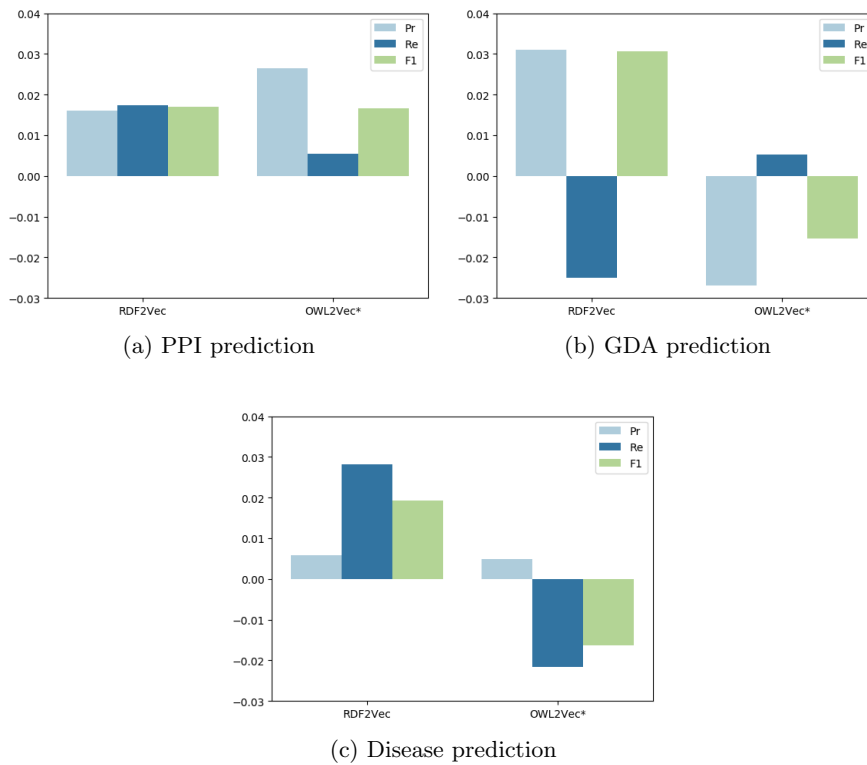 0.04
0.03
0.02
0.01
0.00
−0.01
−0.02
−0.03
Pr
Re
F1
RDF2Vec OWL2Vec*
(a) PPI prediction
0.04
0.03
0.02
0.01
0.00
−0.01
−0.02
−0.03
Pr
Re
F1
RDF2Vec OWL2Vec*
(b) GDA prediction
0.04
0.03
0.02
0.01
0.00
−0.01
−0.02
−0.03
Pr
Re
F1
RDF2Vec OWL2Vec*
(c) Disease prediction